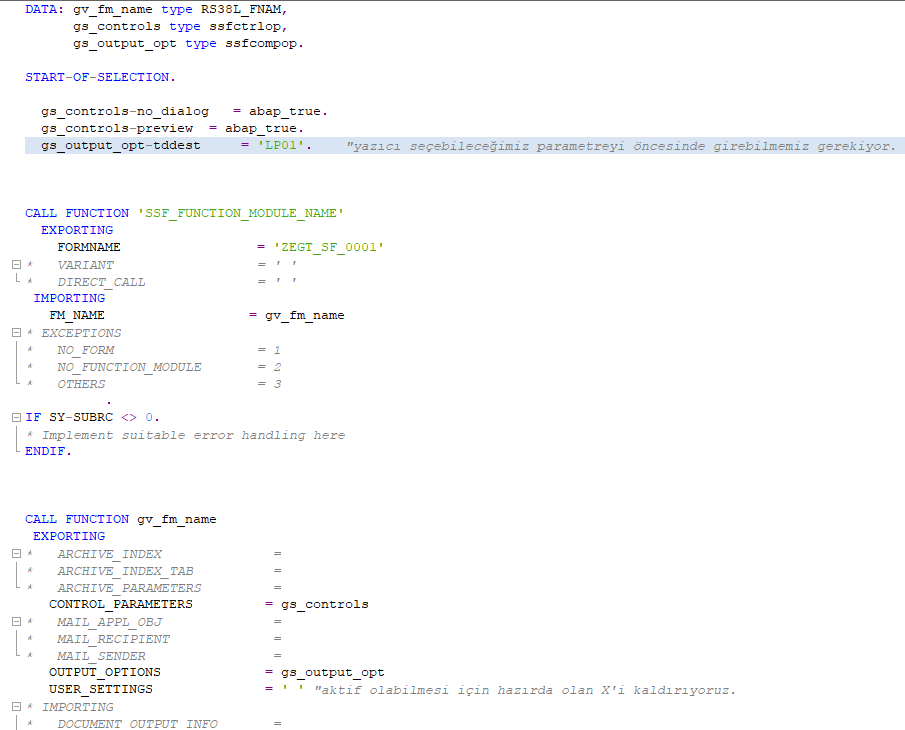 DATA: gv_fm_name type RS38L_FNAM,
      gs_controls type ssfctrlop,
      gs_output_opt type ssfcompop.
START-OF-SELECTION.
  gs_controls-no_dialog   = abap_true.
  gs_controls-preview  = abap_true.
  gs_output_opt-tddest     = 'LP01'.    "yazıcı seçebileceğimiz parametreyi öncesinde girebilmemiz gerekiyor.
CALL FUNCTION 'SSF_FUNCTION_MODULE_NAME'
  EXPORTING
    FORMNAME                 = 'ZEGT_SF_0001'
*   VARIANT                  = ' '
*   DIRECT_CALL              = ' '
 IMPORTING
   FM_NAME                  = gv_fm_name
* EXCEPTIONS
*   NO_FORM                  = 1
*   NO_FUNCTION_MODULE       = 2
*   OTHERS                   = 3
          .
IF SY-SUBRC <> 0.
* Implement suitable error handling here
ENDIF.
CALL FUNCTION gv_fm_name
 EXPORTING
*   ARCHIVE_INDEX              =
*   ARCHIVE_INDEX_TAB          =
*   ARCHIVE_PARAMETERS         =
   CONTROL_PARAMETERS         = gs_controls
*   MAIL_APPL_OBJ              =
*   MAIL_RECIPIENT             =
*   MAIL_SENDER                =
   OUTPUT_OPTIONS             = gs_output_opt
   USER_SETTINGS              = ' ' "aktif olabilmesi için hazırda olan X'i kaldırıyoruz.
* IMPORTING
*   DOCUMENT_OUTPUT_INFO       =